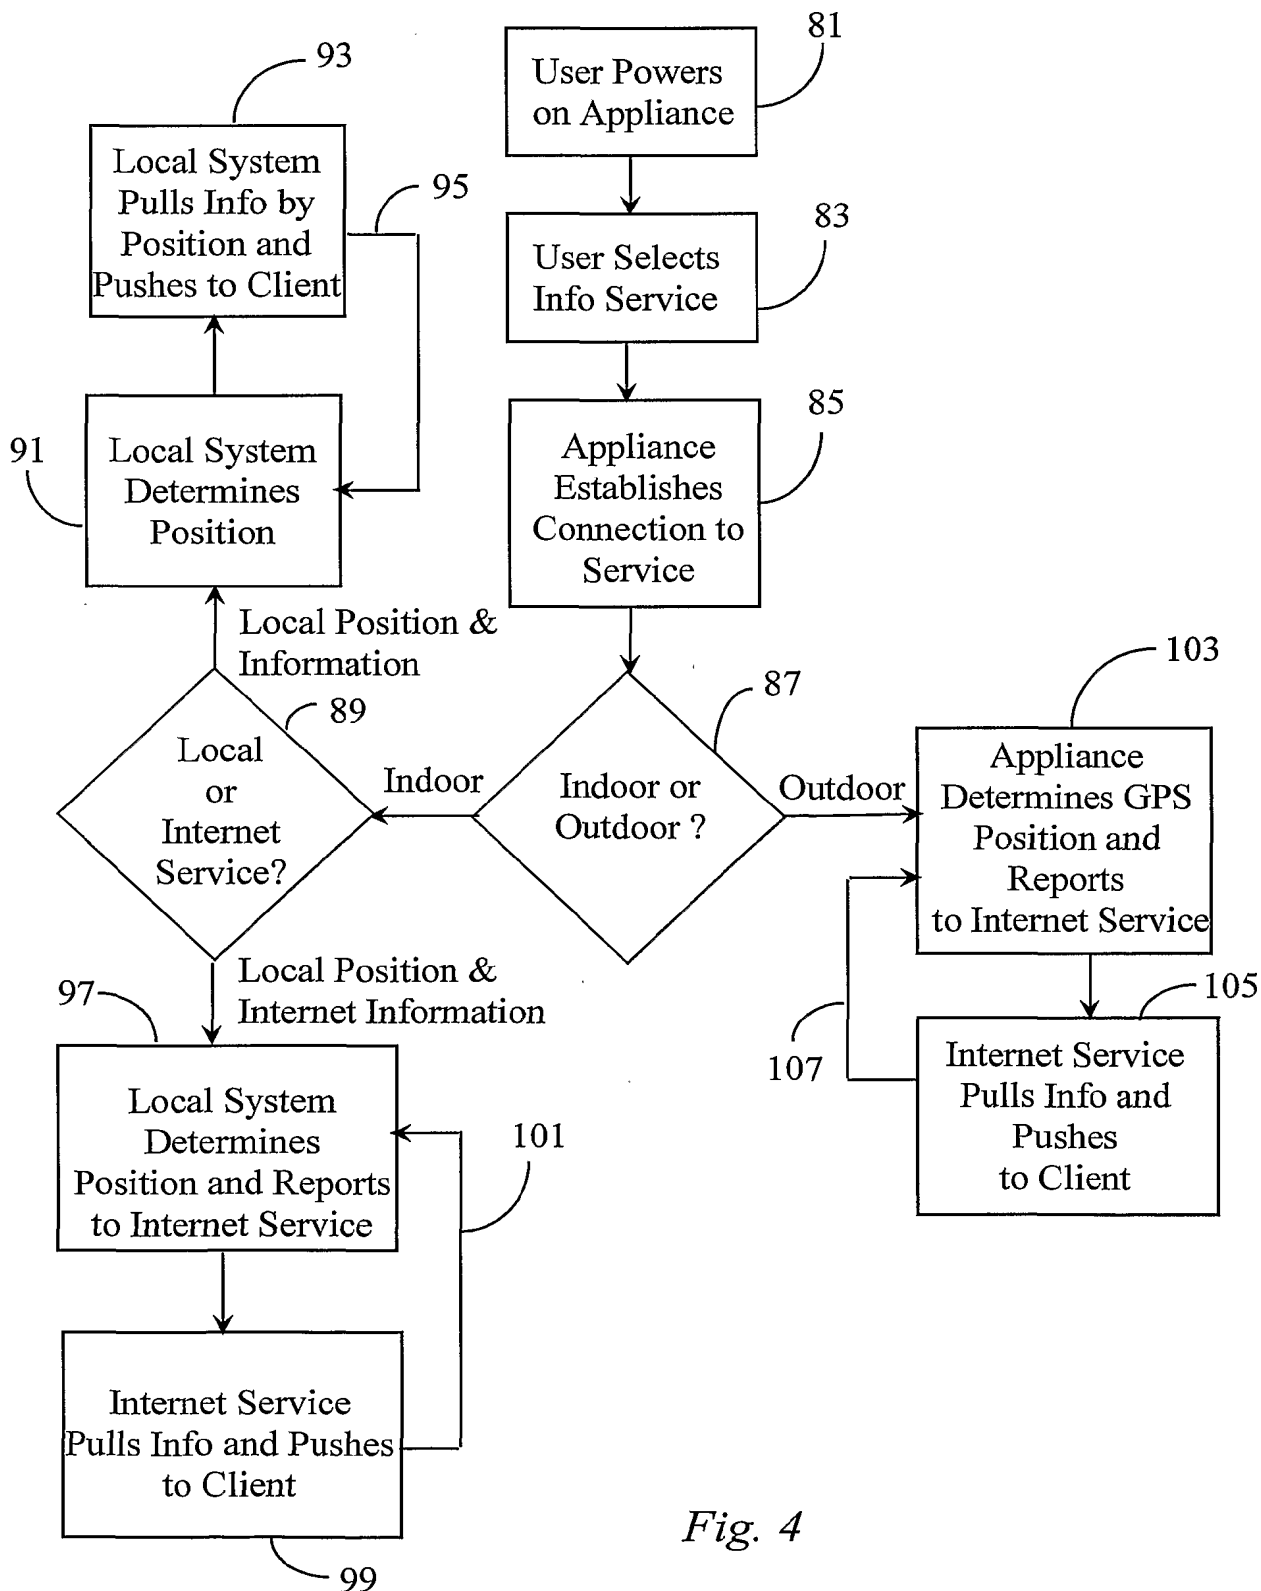 81
User Powers
on Appliance
83
User Selects
Info Service
85
Appliance
Establishes
Connection to
Service
87
Indoor or
Outdoor ?
Indoor
Outdoor
89
Local
or
Internet
Service?
Local Position &
Information
91
Local System
Determines
Position
93
Local System
Pulls Info by
Position and
Pushes to Client
95
Local Position &
Internet Information
97
Local System
Determines
Position and Reports
to Internet Service
101
Internet Service
Pulls Info and Pushes
to Client
99
103
Appliance
Determines GPS
Position and
Reports
to Internet Service
105
Internet Service
Pulls Info and
Pushes
to Client
107
Fig. 4